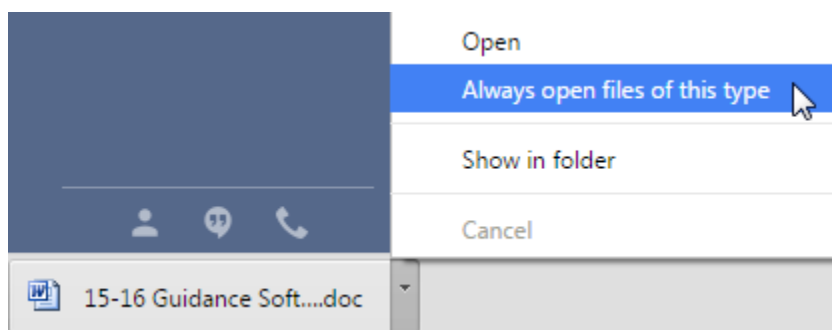 Open
Always open files of this type
Show in folder
Cancel
15-16 Guidance Soft....doc